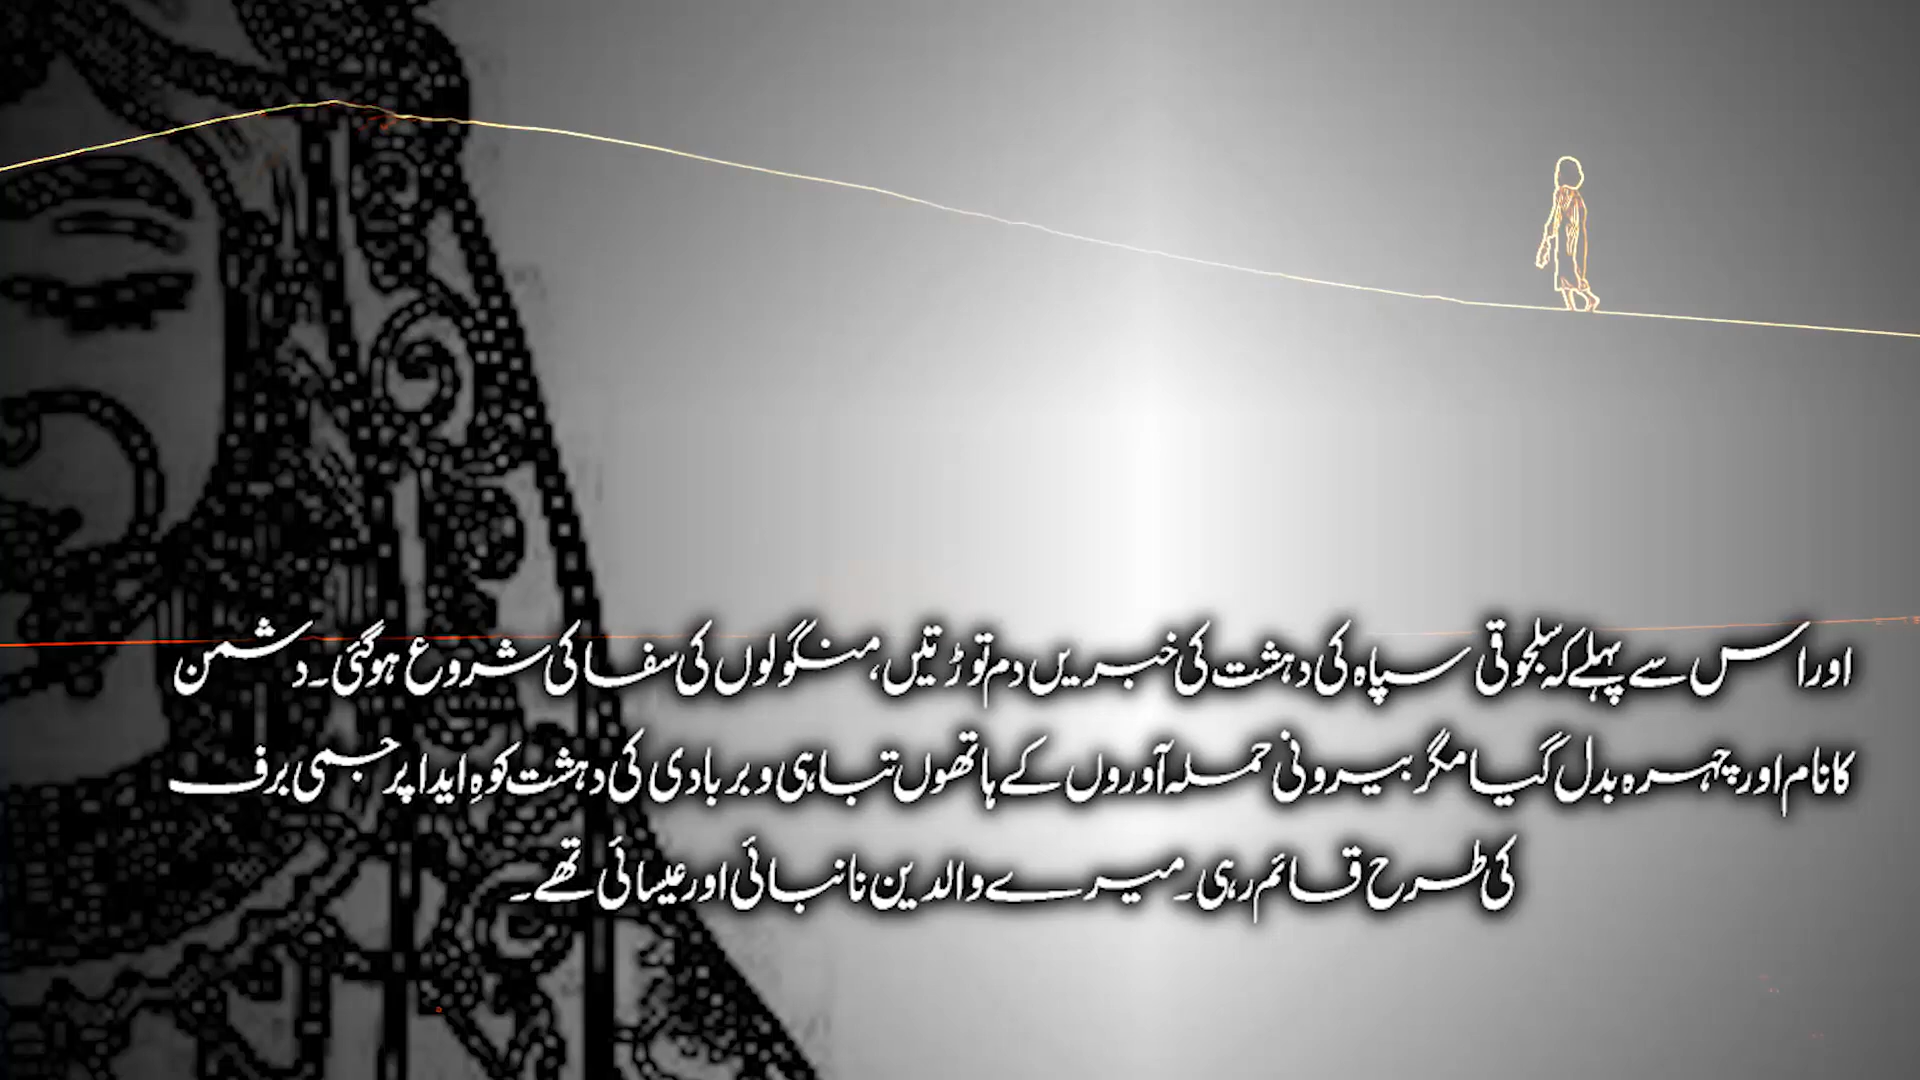 اور اس سے پہلے کہ سلجوقی سپاہ کی دہشت کی خبریں دم توڑتیں، منگولوں کی سفاکی شروع ہوگئی۔ دشمن
کا نام اور چہرہ بدل گیا مگر بیرونی حملہ آوروں کے ہاتھوں تباہی و بربادی کی دہشت کوہِ ایدا پر جمی برف
کی طرح قائم رہی۔ میرے والدین نانبائی اور عیسائی تھے۔